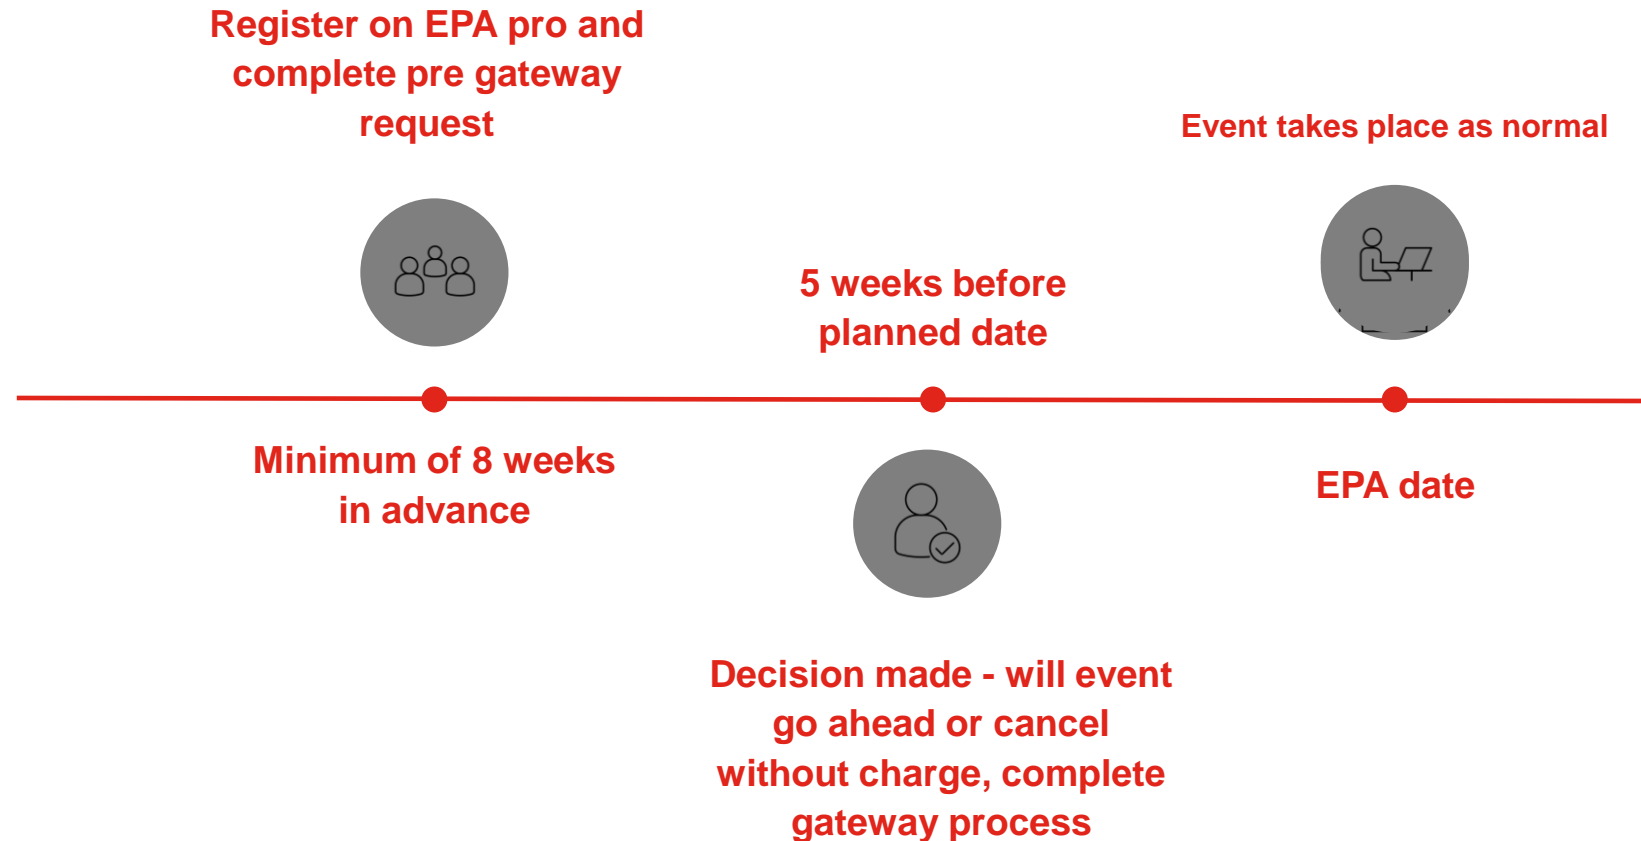 Register on EPA pro and
complete pre gateway
request
Minimum of 8 weeks
in advance
5 weeks before
planned date
Decision made - will event
go ahead or cancel
without charge, complete
gateway process
Event takes place as normal
EPA date